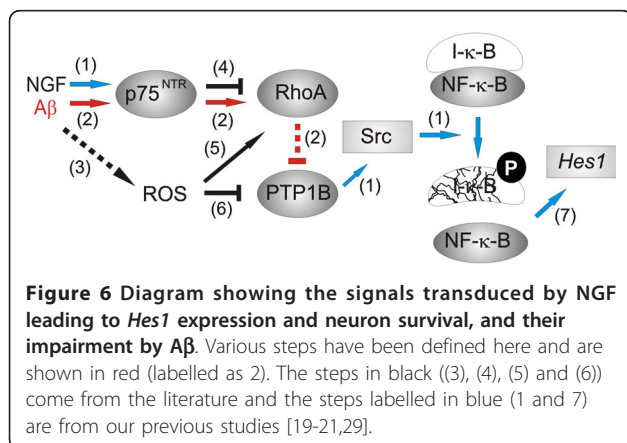 I-κ-B
NF-κ-B
(1)
(4)
NGF
p75NTR
RhoA
Aβ
(2)
(2)
(1)
(2)
Src
(3)
(5)
P
I-κ-B
Hes1
ROS
(6)
PTP1B
(1)
NF-κ-B
(7)
Figure 6 Diagram showing the signals transduced by NGF
leading to Hes1 expression and neuron survival, and their
impairment by Aβ. Various steps have been defined here and are
shown in red (labelled as 2). The steps in black ((3), (4), (5) and (6))
come from the literature and the steps labelled in blue (1 and 7)
are from our previous studies [19-21,29].